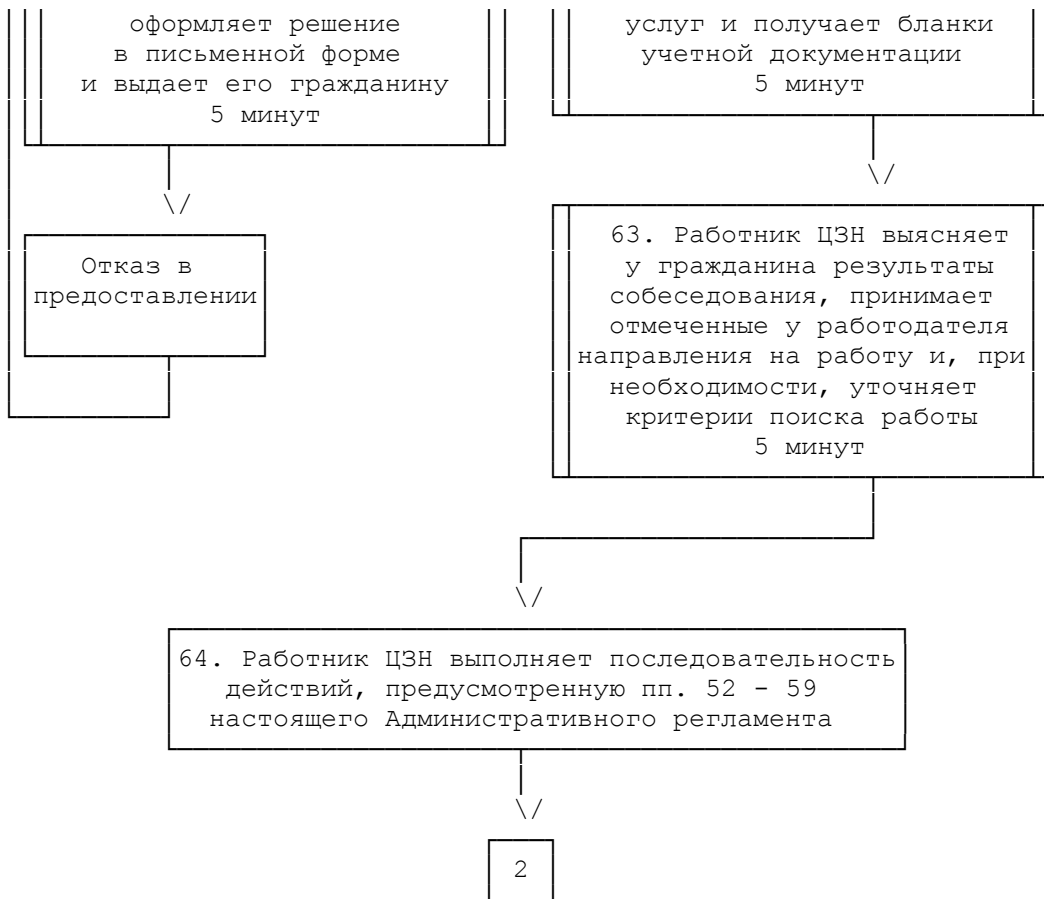 оформляет решение
в письменной форме
и выдает его гражданину
5 минут
Отказ в
предоставлении
услуг и получает бланки
учетной документации
5 минут
63. Работник ЦЗН выясняет
у гражданина результаты
собеседования, принимает
отмеченные у работодателя
направления на работу и, при
необходимости, уточняет
критерии поиска работы
5 минут
64. Работник ЦЗН выполняет последовательность
действий, предусмотренную пп. 52 - 59
настоящего Административного регламента
2